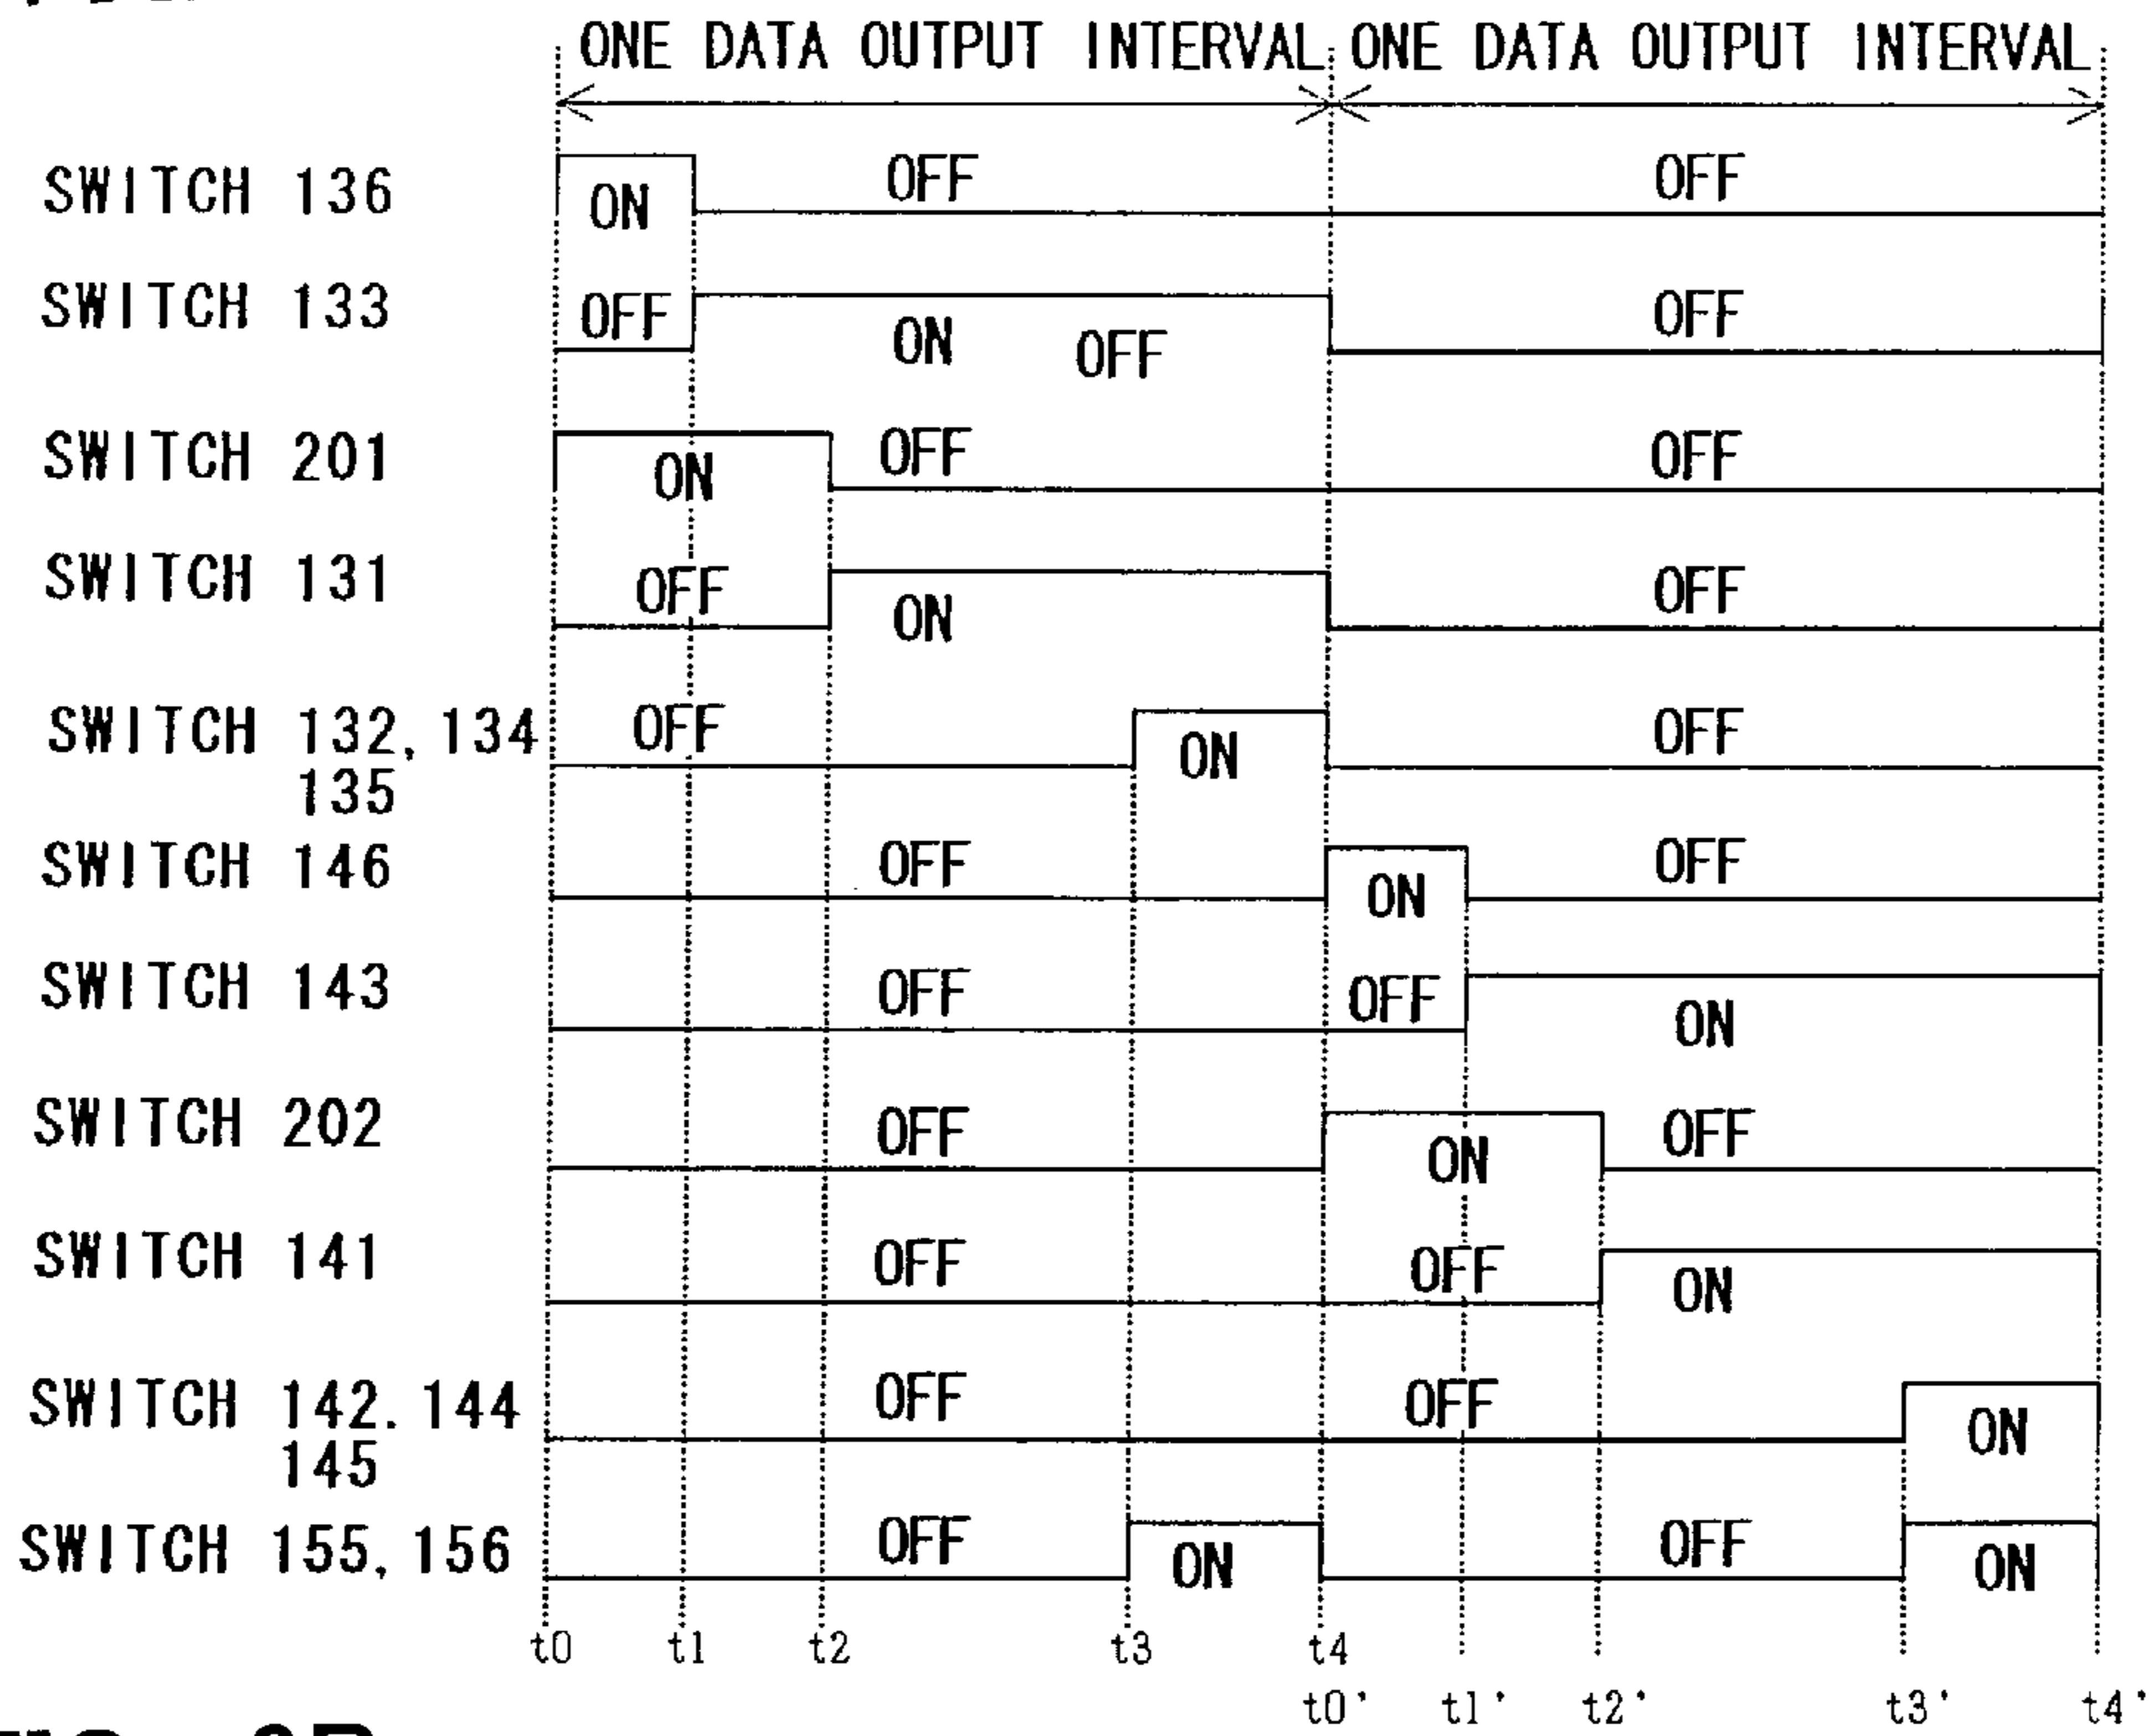 ONE DATA OUTPUT INTERVAL ONE DATA OUTPUT INTERVAL
SWITCH 136 ON OFF OFF
SWITCH 133 OFF ON OFF OFF
SWITCH 201 ON OFF OFF
SWITCH 131 OFF ON OFF
SWITCH 132, 134 OFF ON OFF
135
SWITCH 146 OFF ON OFF
SWITCH 143 OFF OFF ON
SWITCH 202 OFF ON OFF
SWITCH 141 OFF OFF ON
SWITCH 142. 144 OFF OFF ON
145
SWITCH 155, 156 OFF ON OFF ON
t0 t1 t2 t3 t4
t0' t1' t2' t3' t4'